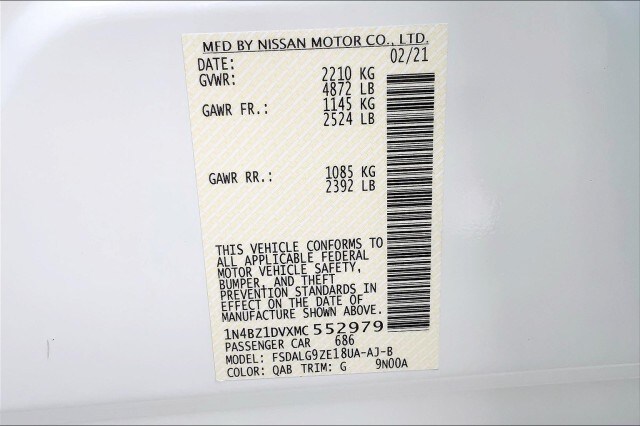 MFD BY NISSAN MOTOR CO., LTD.
DATE: 02/21
GVWR: 2210 KG
4872 LB
GAWR FR.: 1145 KG
2524 LB
GAWR RR.: 1085 KG
2392 LB
THIS VEHICLE CONFORMS TO
ALL APPLICABLE FEDERAL
MOTOR VEHICLE SAFETY,
BUMPER, AND THEFT
PREVENTION STANDARDS IN
EFFECT ON THE DATE OF
MANUFACTURE SHOWN ABOVE.
1N4BZ1DVXMC 552979
PASSENGER CAR 686
MODEL: FSDALG9ZE18UA-AJ-B
COLOR: QAB TRIM: G 9N00A